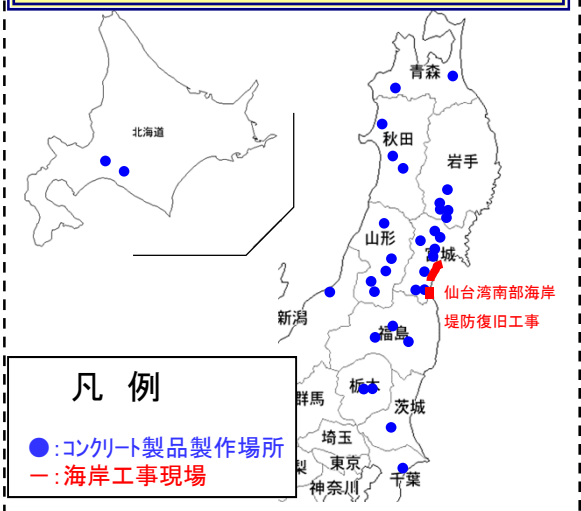 北海道
青森
秋田
岩手
山形
宮城
仙台湾南部海岸
堤防復旧工事
新潟
福島
栃木
群馬
茨城
埼玉
東京
梨
神奈川
千葉
凡 例
●:コンクリート製品製作場所
ー:海岸工事現場